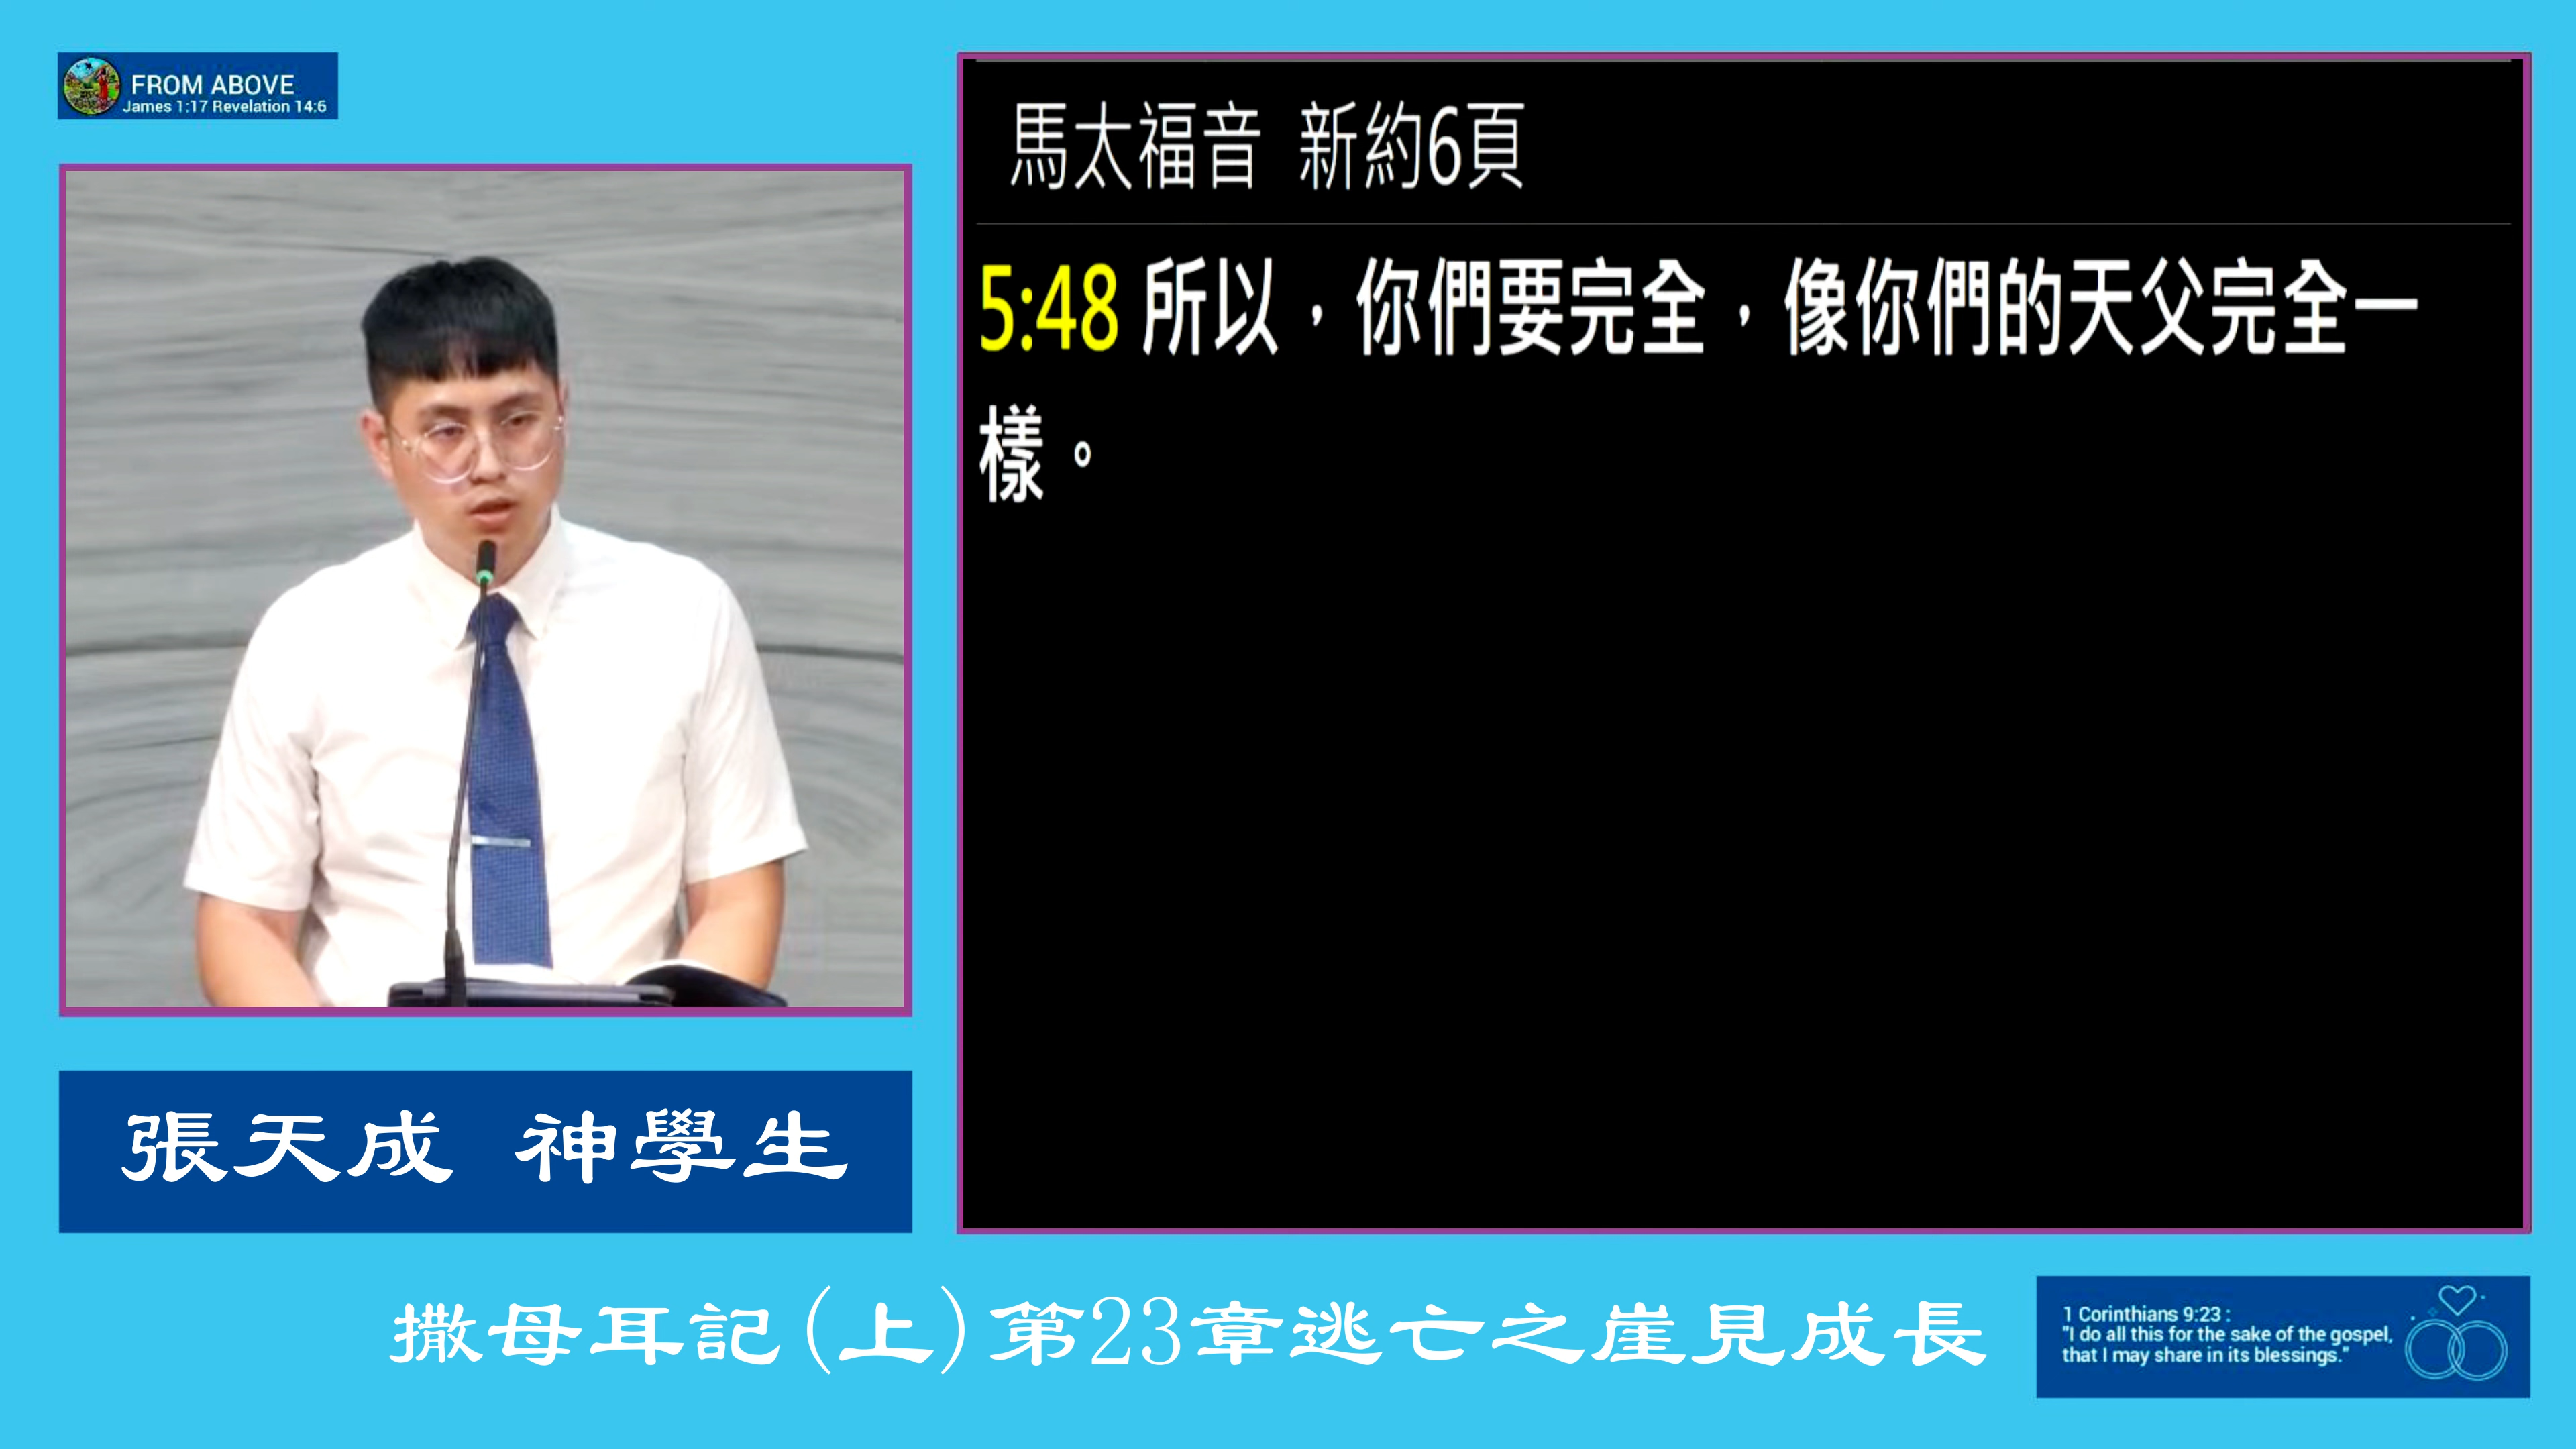 FROM ABOVE
James 1:17 Revelation 14:6
馬太福音 新約6頁
5:48 所以，你們要完全，像你們的天父完全一
樣。
張天成 神學生
撒母耳記(上)第23章逃亡之崖見成長
1 Corinthians 9:23 :
"I do all this for the sake of the gospel,
that I may share in its blessings."